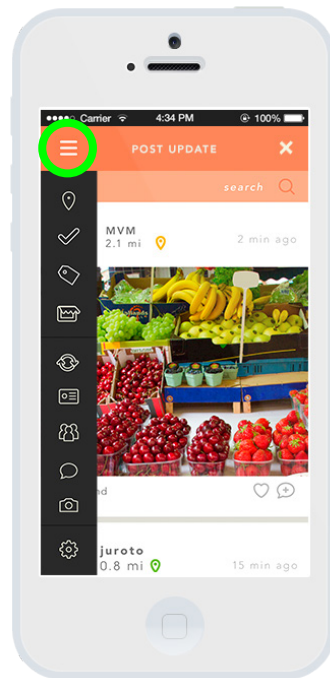 Carrier 4:34 PM 100%
POST UPDATE
search
MVM
2.1 mi 2 min ago
nd
juroto
0.8 mi 15 min ago